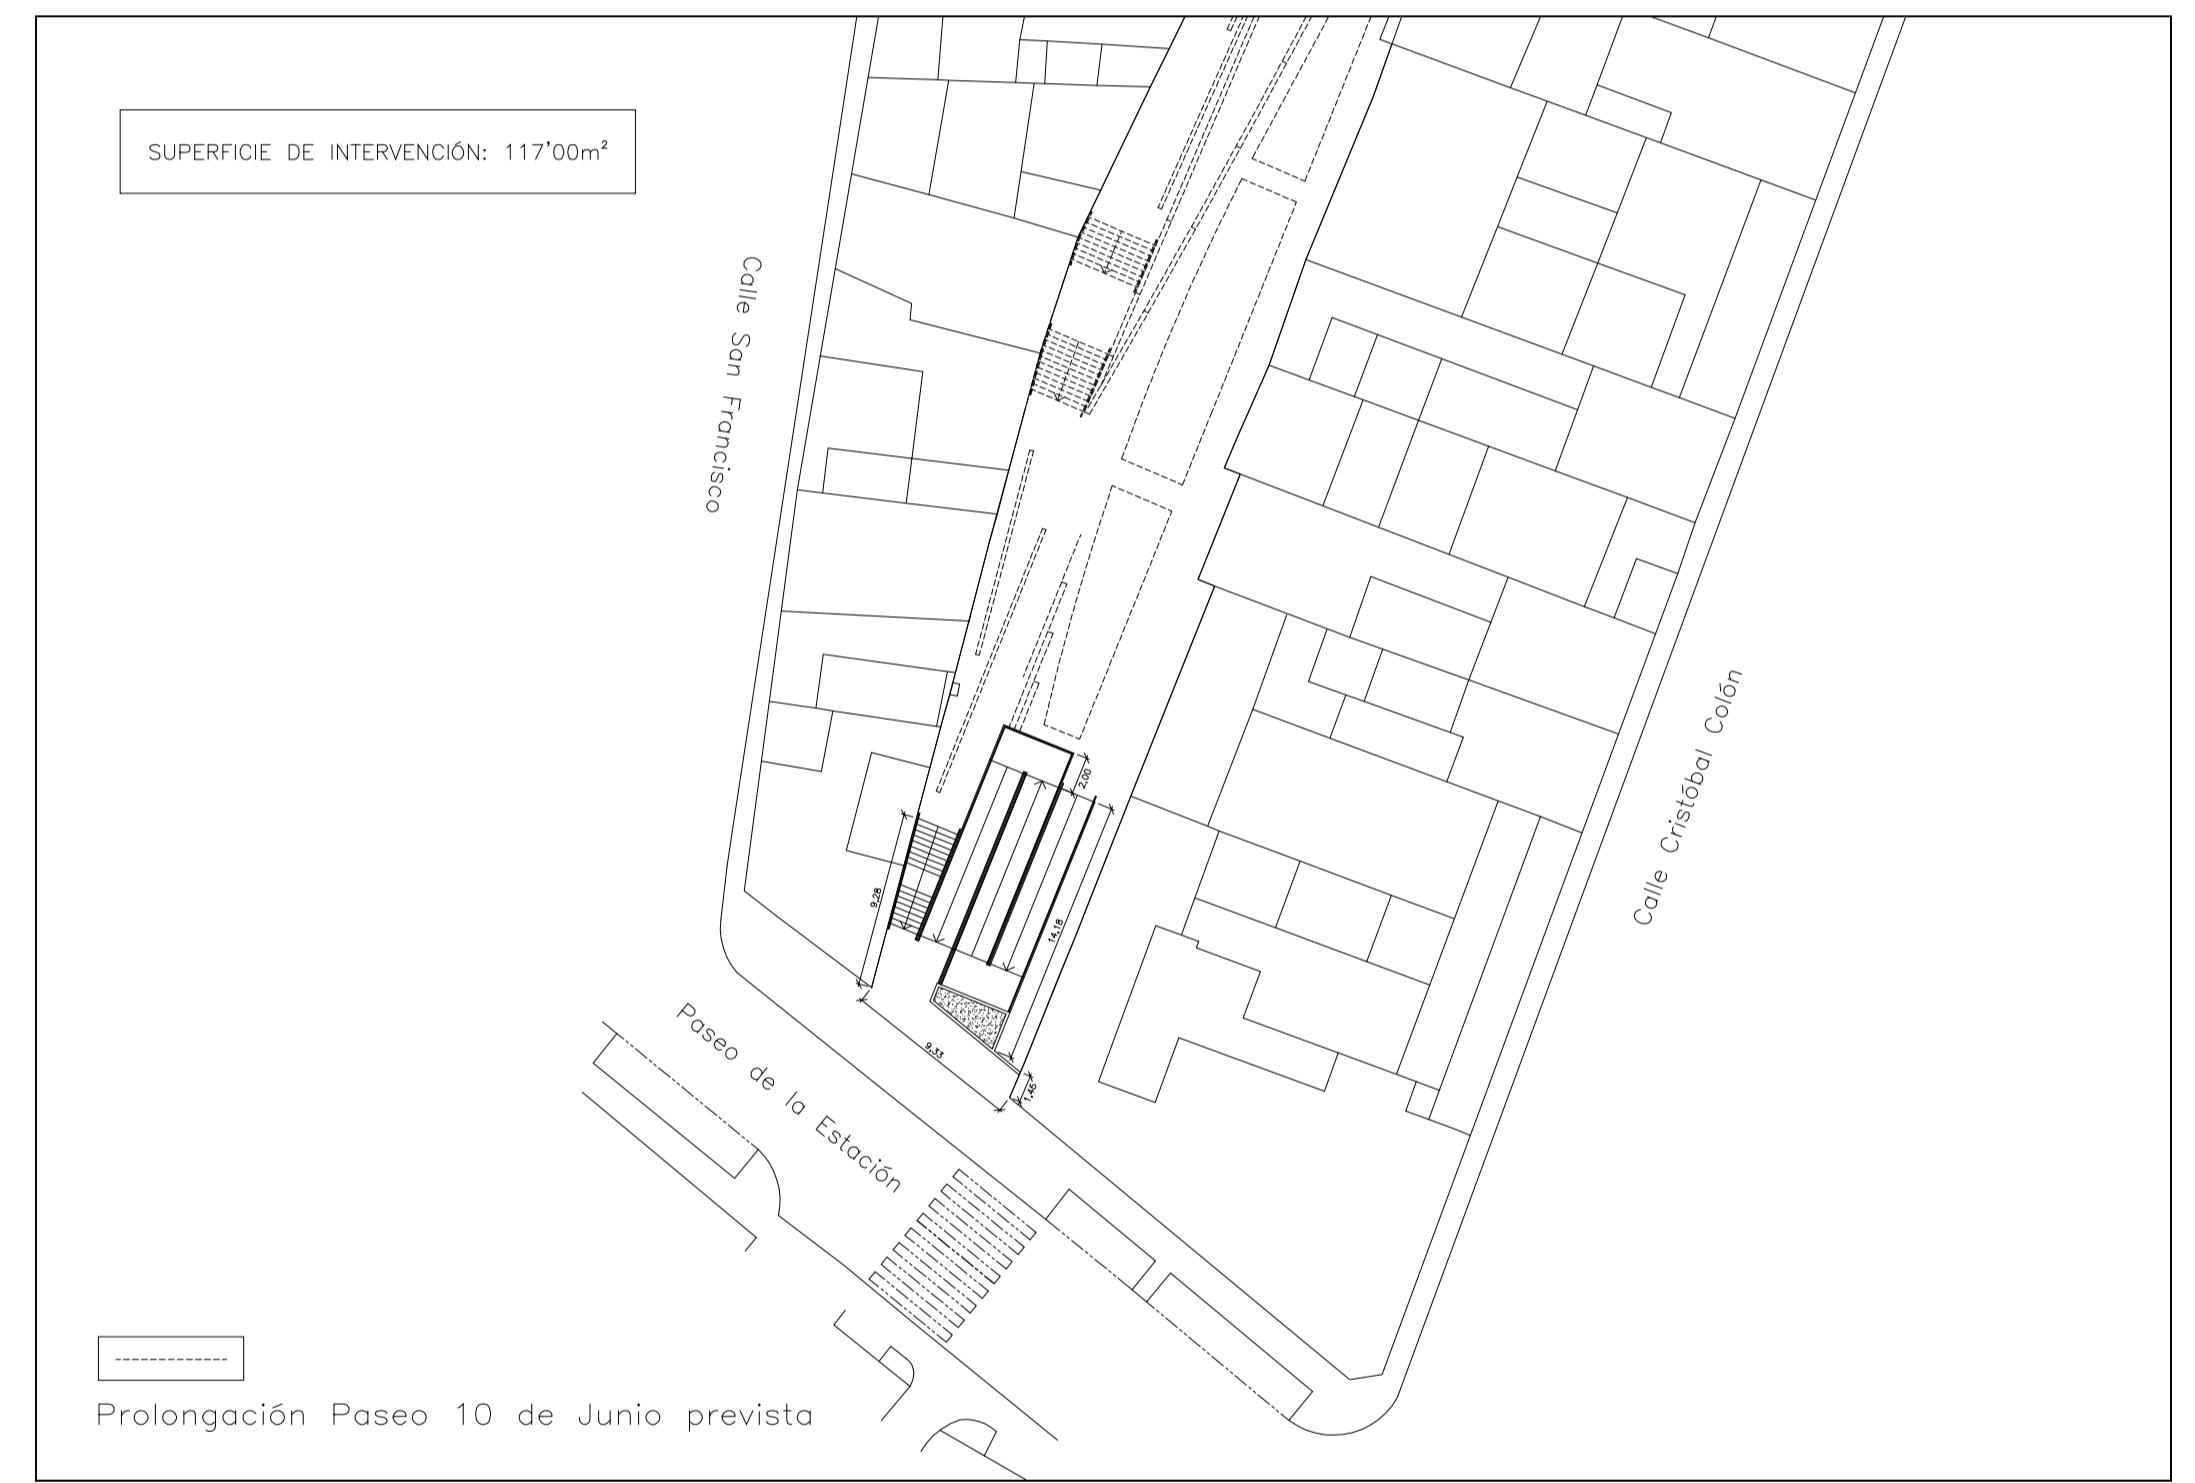 SUPERFICIE DE INTERVENCIÓN: 117'00m²
Calle San Francisco
Calle Cristóbal Colón
2,00
9,28
14,18
9,33
1,45
Paseo de la Estación
Prolongación Paseo 10 de Junio prevista